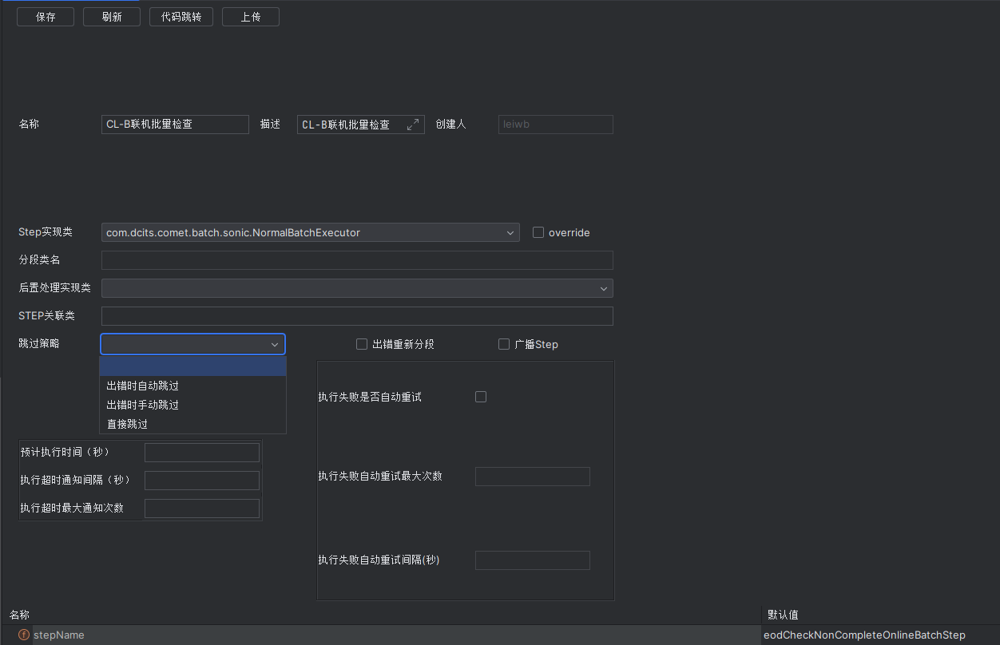 保存 刷新 代码跳转 上传
名称 CL-B联机批量检查 描述 CL-B联机批量检查 创建人 leiwb
Step实现类 com.dcits.comet.batch.sonic.NormalBatchExecutor override
分段类名
后置处理实现类
STEP关联类
跳过策略 出错重新分段 广播Step
出错时自动跳过
执行失败是否自动重试
出错时手动跳过
直接跳过
预计执行时间（秒）
执行失败自动重试最大次数
执行超时通知间隔（秒）
执行超时最大通知次数
执行失败自动重试间隔(秒)
名称 默认值
f stepName eodCheckNonCompleteOnlineBatchStep